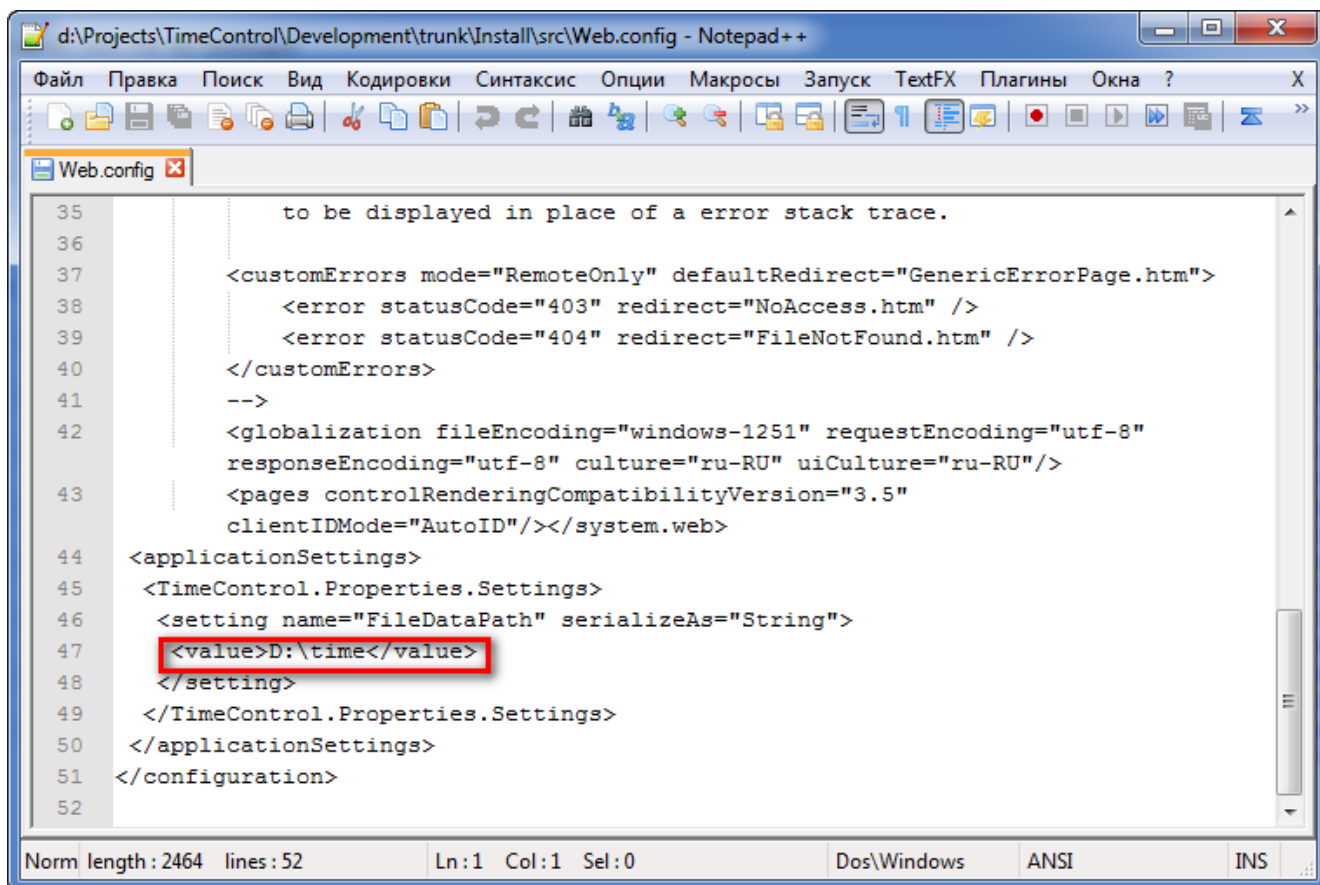 d:\Projects\TimeControl\Development\trunk\Install\src\Web.config - Notepad++
Файл Правка Поиск Вид Кодировки Синтаксис Опции Макросы Запуск TextFX Плагины Окна ? X
Web.config
35 to be displayed in place of a error stack trace.
36
37 <customErrors mode="RemoteOnly" defaultRedirect="GenericErrorPage.htm">
38 <error statusCode="403" redirect="NoAccess.htm" />
39 <error statusCode="404" redirect="FileNotFound.htm" />
40 </customErrors>
41 -->
42 <globalization fileEncoding="windows-1251" requestEncoding="utf-8"
responseEncoding="utf-8" culture="ru-RU" uiCulture="ru-RU"/>
43 <pages controlRenderingCompatibilityVersion="3.5"
clientIDMode="AutoID"/></system.web>
44 <applicationSettings>
45 <TimeControl.Properties.Settings>
46 <setting name="FileDataPath" serializeAs="String">
47 <value>D:\time</value>
48 </setting>
49 </TimeControl.Properties.Settings>
50 </applicationSettings>
51 </configuration>
52
Norm length : 2464 lines : 52 Ln : 1 Col : 1 Sel : 0 Dos\Windows ANSI INS